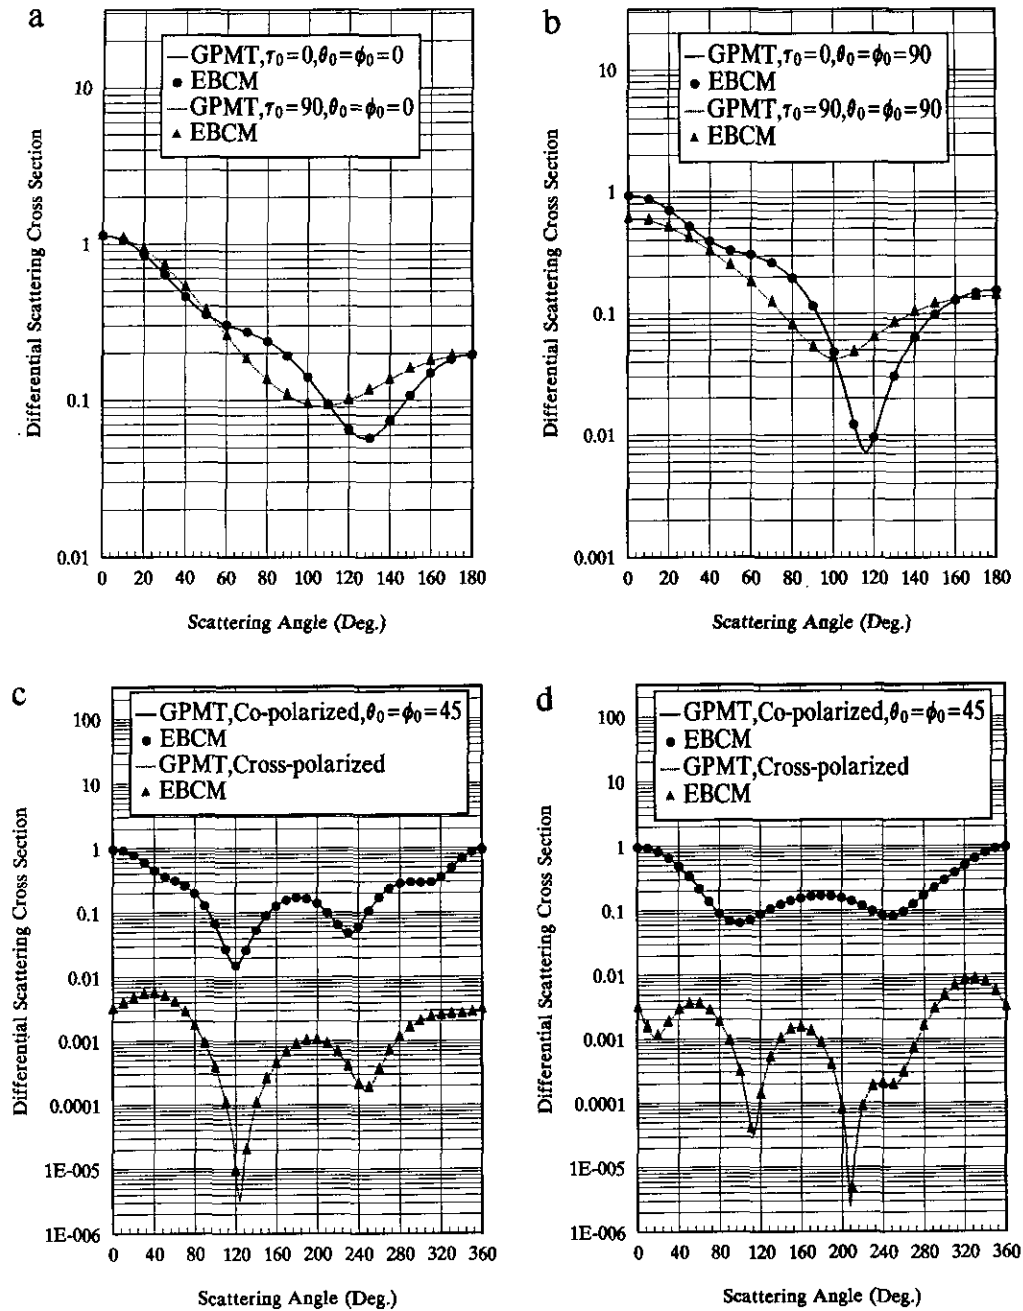 a
GPMT,τ₀=0,θ₀=ϕ₀=0
EBCM
GPMT,τ₀=90,θ₀=ϕ₀=0
EBCM
Differential Scattering Cross Section
10
1
0.1
0.01
0 20 40 60 80 100 120 140 160 180
Scattering Angle (Deg.)
b
GPMT,τ₀=0,θ₀=ϕ₀=90
EBCM
GPMT,τ₀=90,θ₀=ϕ₀=90
EBCM
Differential Scattering Cross Section
10
1
0.1
0.01
0.001
0 20 40 60 80 100 120 140 160 180
Scattering Angle (Deg.)
c
GPMT,Co-polarized,θ₀=ϕ₀=45
EBCM
GPMT,Cross-polarized
EBCM
Differential Scattering Cross Section
100
10
1
0.1
0.01
0.001
0.0001
1E-005
1E-006
0 40 80 120 160 200 240 280 320 360
Scattering Angle (Deg.)
d
GPMT,Co-polarized,θ₀=ϕ₀=45
EBCM
GPMT,Cross-polarized
EBCM
Differential Scattering Cross Section
100
10
1
0.1
0.01
0.001
0.0001
1E-005
1E-006
0 40 80 120 160 200 240 280 320 360
Scattering Angle (Deg.)